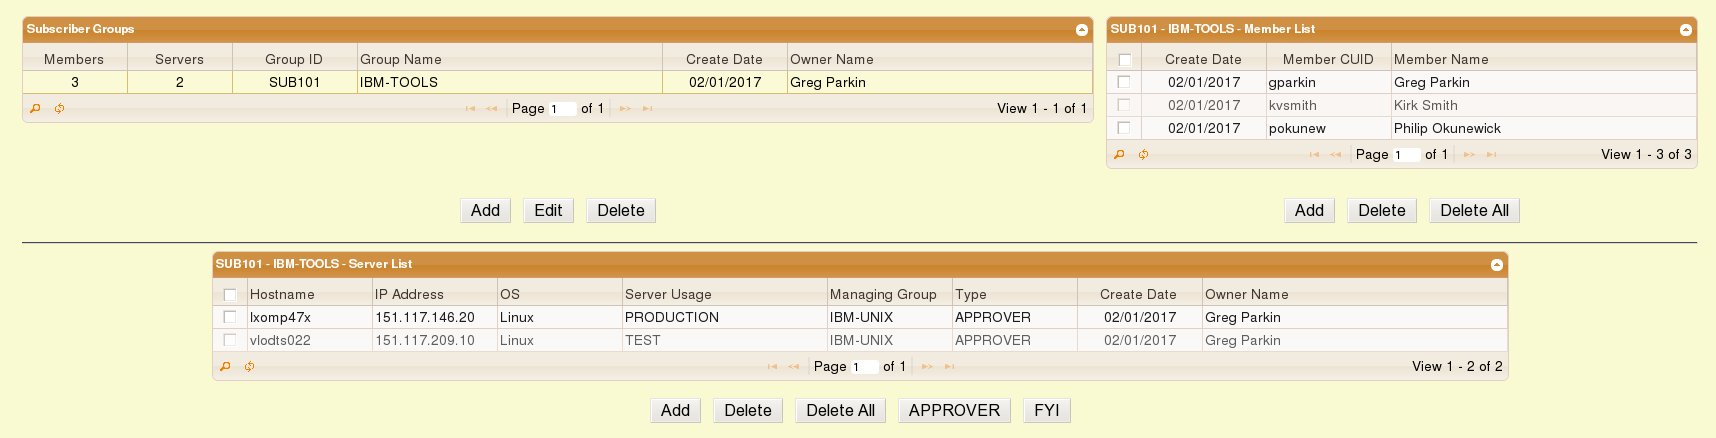 Subscriber Groups
Members Servers Group ID Group Name Create Date Owner Name
3 2 SUB101 IBM-TOOLS 02/01/2017 Greg Parkin
Page 1 of 1 View 1 - 1 of 1
Add Edit Delete
SUB101 - IBM-TOOLS - Member List
Create Date Member CUID Member Name
02/01/2017 gparkin Greg Parkin
02/01/2017 kvsmith Kirk Smith
02/01/2017 pokunew Philip Okunewick
Page 1 of 1 View 1 - 3 of 3
Add Delete Delete All
SUB101 - IBM-TOOLS - Server List
Hostname IP Address OS Server Usage Managing Group Type Create Date Owner Name
lxomp47x 151.117.146.20 Linux PRODUCTION IBM-UNIX APPROVER 02/01/2017 Greg Parkin
vlodts022 151.117.209.10 Linux TEST IBM-UNIX APPROVER 02/01/2017 Greg Parkin
Page 1 of 1 View 1 - 2 of 2
Add Delete Delete All APPROVER FYI